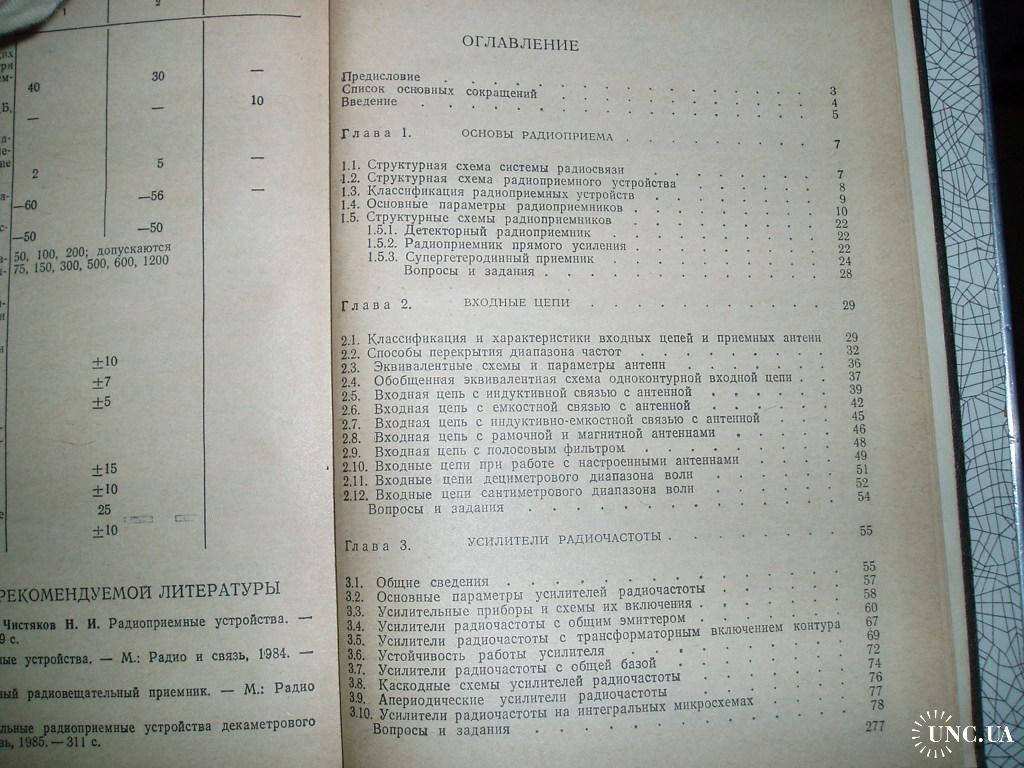 1 2
40 30 —
— — 10
2 5 —
—60 —56 —
—50 —50
50, 100, 200; допускаются
75, 150, 300, 500, 600, 1200
±10
±7
±5
±15
±10
25
±10
РЕКОМЕНДУЕМОЙ ЛИТЕРАТУРЫ
Чистяков Н. И. Радиоприемные устройства. —
9 с.
ные устройства. — М.: Радио и связь, 1984. —
ный радиовещательный приемник. — М.: Радио
льные радиоприемные устройства декаметрового
зь, 1985. — 311 с.
ОГЛАВЛЕНИЕ
Предисловие . . . . . . . . . . 3
Список основных сокращений . . . . . . . . . . 4
Введение . . . . . . . . . . 5
Глава 1. ОСНОВЫ РАДИОПРИЕМА . . . . . . . . . . 7
1.1. Структурная схема системы радиосвязи . . . . . . 7
1.2. Структурная схема радиоприемного устройства . . . . . . 8
1.3. Классификация радиоприемных устройств . . . . . . 9
1.4. Основные параметры радиоприемников . . . . . . 10
1.5. Структурные схемы радиоприемников . . . . . . 22
1.5.1. Детекторный радиоприемник . . . . . . 22
1.5.2. Радиоприемник прямого усиления . . . . . . 22
1.5.3. Супергетеродинный приемник . . . . . . 24
Вопросы и задания . . . . . . . . . . 28
Глава 2. ВХОДНЫЕ ЦЕПИ . . . . . . . . . . 29
2.1. Классификация и характеристики входных цепей и приемных антенн 29
2.2. Способы перекрытия диапазона частот . . . . . . 32
2.3. Эквивалентные схемы и параметры антенн . . . . . . 36
2.4. Обобщенная эквивалентная схема одноконтурной входной цепи . . 37
2.5. Входная цепь с индуктивной связью с антенной . . . . . . 39
2.6. Входная цепь с емкостной связью с антенной . . . . . . 42
2.7. Входная цепь с индуктивно-емкостной связью с антенной . . . . 45
2.8. Входная цепь с рамочной и магнитной антеннами . . . . . . 46
2.9. Входная цепь с полосовым фильтром . . . . . . 48
2.10. Входные цепи при работе с настроенными антеннами . . . . 49
2.11. Входные цепи дециметрового диапазона волн . . . . . . 51
2.12. Входные цепи сантиметрового диапазона волн . . . . . . 52
Вопросы и задания . . . . . . . . . . 54
Глава 3. УСИЛИТЕЛИ РАДИОЧАСТОТЫ . . . . . . . . 55
3.1. Общие сведения . . . . . . . . . . 55
3.2. Основные параметры усилителей радиочастоты . . . . . . 57
3.3. Усилительные приборы и схемы их включения . . . . . . 58
3.4. Усилители радиочастоты с общим эмиттером . . . . . . 60
3.5. Усилители радиочастоты с трансформаторным включением контура 67
3.6. Устойчивость работы усилителя . . . . . . 69
3.7. Усилители радиочастоты с общей базой . . . . . . 72
3.8. Каскодные схемы усилителей радиочастоты . . . . . . 74
3.9. Апериодические усилители радиочастоты . . . . . . 76
3.10. Усилители радиочастоты на интегральных микросхемах . . . . 77
Вопросы и задания . . . . . . . . . . 78
277
UNC.UA